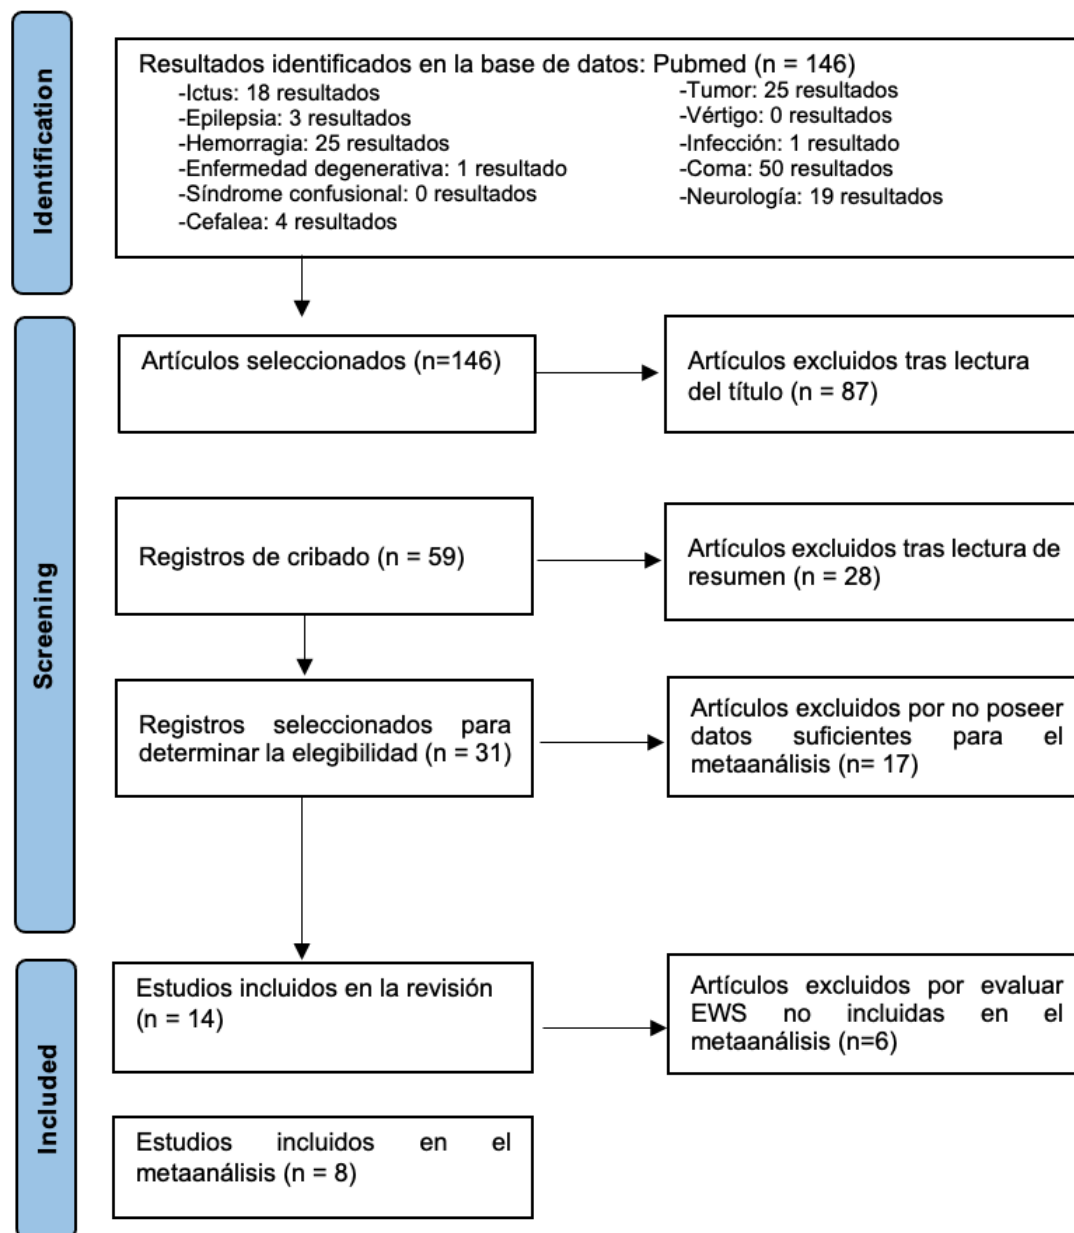 Identification
Resultados identificados en la base de datos: Pubmed (n = 146)
-Ictus: 18 resultados
-Epilepsia: 3 resultados
-Hemorragia: 25 resultados
-Enfermedad degenerativa: 1 resultado
-Síndrome confusional: 0 resultados
-Cefalea: 4 resultados
-Tumor: 25 resultados
-Vértigo: 0 resultados
-Infección: 1 resultado
-Coma: 50 resultados
-Neurología: 19 resultados
Screening
Artículos seleccionados (n=146)
Artículos excluidos tras lectura
del título (n = 87)
Registros de cribado (n = 59)
Artículos excluidos tras lectura de
resumen (n = 28)
Registros seleccionados para
determinar la elegibilidad (n = 31)
Artículos excluidos por no poseer
datos suficientes para el
metaanálisis (n= 17)
Included
Estudios incluidos en la revisión
(n = 14)
Artículos excluidos por evaluar
EWS no incluidas en el
metaanálisis (n=6)
Estudios incluidos en el
metaanálisis (n = 8)